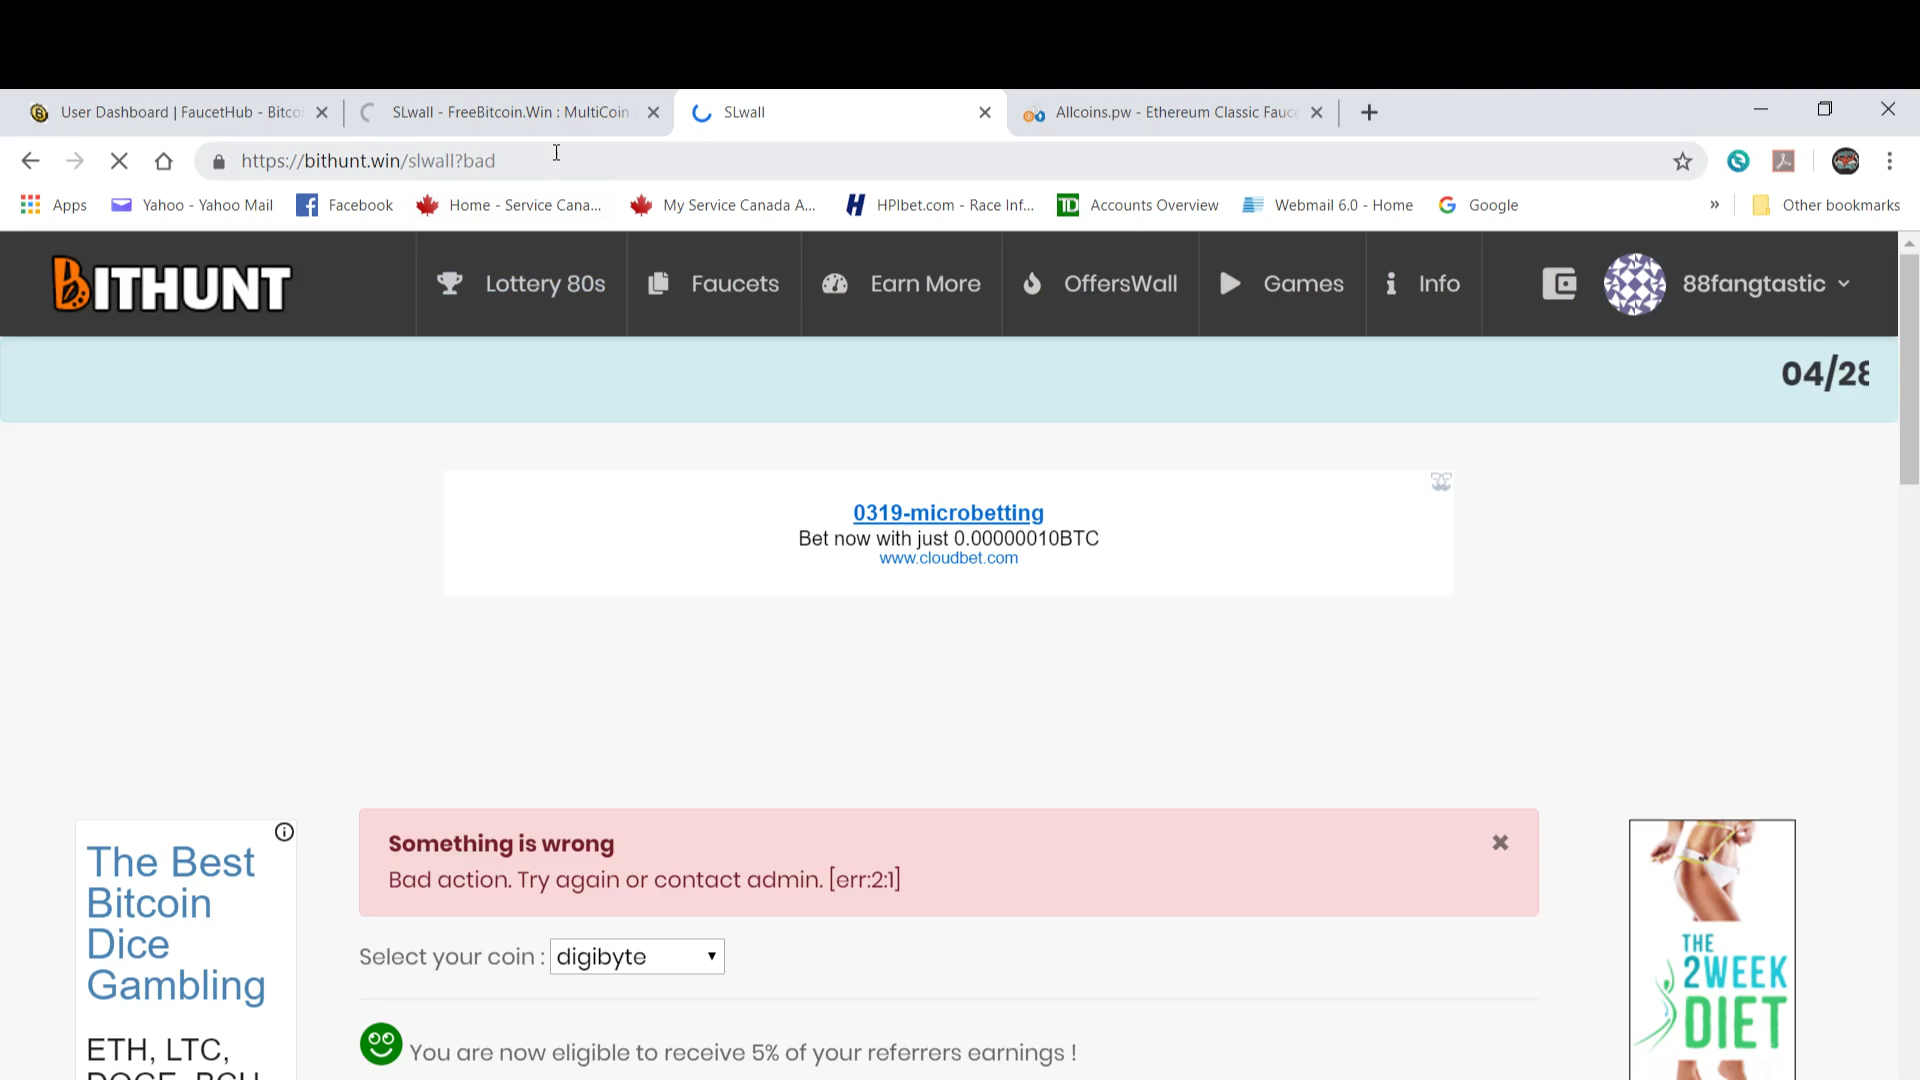 User Dashboard | FaucetHub - Bitco
SLwall - FreeBitcoin.Win : MultiCoin
SLwall
Allcoins.pw - Ethereum Classic Fauce
https://bithunt.win/slwall?bad
Apps
Yahoo - Yahoo Mail
Facebook
Home - Service Cana...
My Service Canada A...
HPIbet.com - Race Inf...
TD
Accounts Overview
Webmail 6.0 - Home
Google
»
Other bookmarks
BITHUNT
Lottery 80s
Faucets
Earn More
OffersWall
Games
Info
88fangtastic
04/28
0319-microbetting
Bet now with just 0.00000010BTC
www.cloudbet.com
The Best
Bitcoin
Dice
Gambling
ETH, LTC,
DOGE, BCH
Something is wrong
Bad action. Try again or contact admin. [err:2:1]
Select your coin : digibyte
You are now eligible to receive 5% of your referrers earnings !
THE
2WEEK
DIET